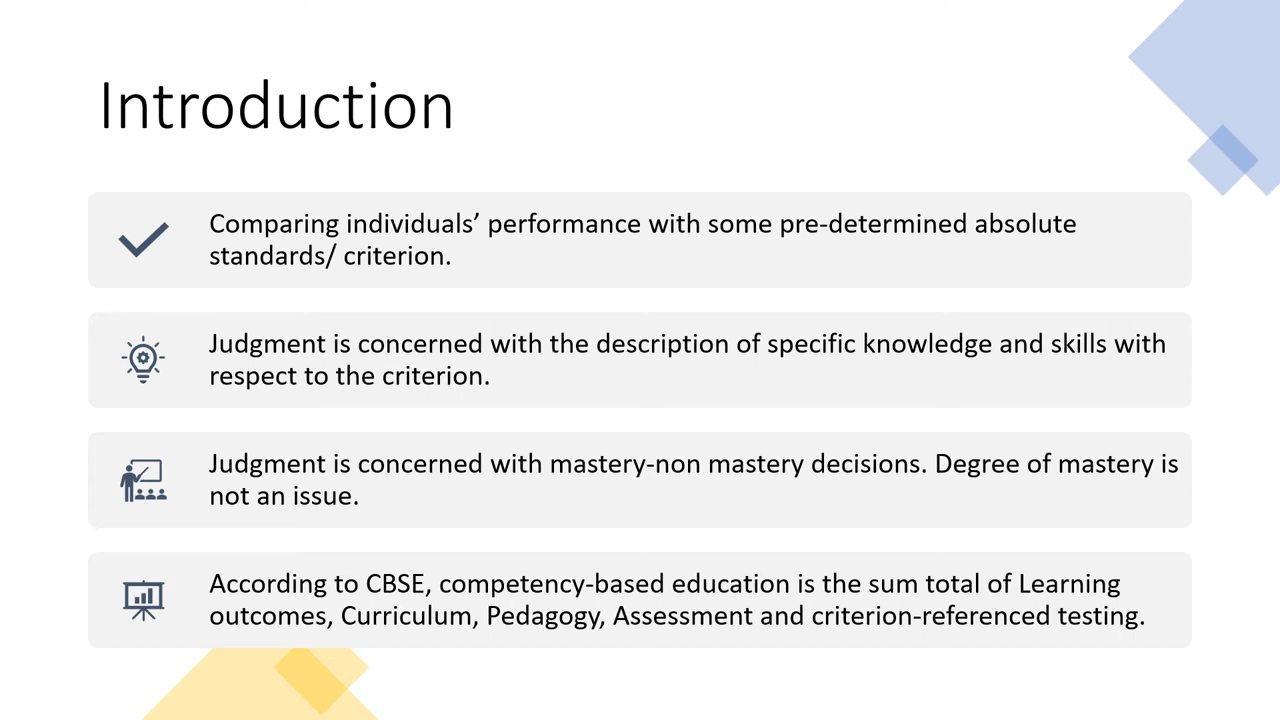 Introduction
Comparing individuals’ performance with some pre-determined absolute
standards/ criterion.
Judgment is concerned with the description of specific knowledge and skills with
respect to the criterion.
Judgment is concerned with mastery-non mastery decisions. Degree of mastery is
not an issue.
According to CBSE, competency-based education is the sum total of Learning
outcomes, Curriculum, Pedagogy, Assessment and criterion-referenced testing.